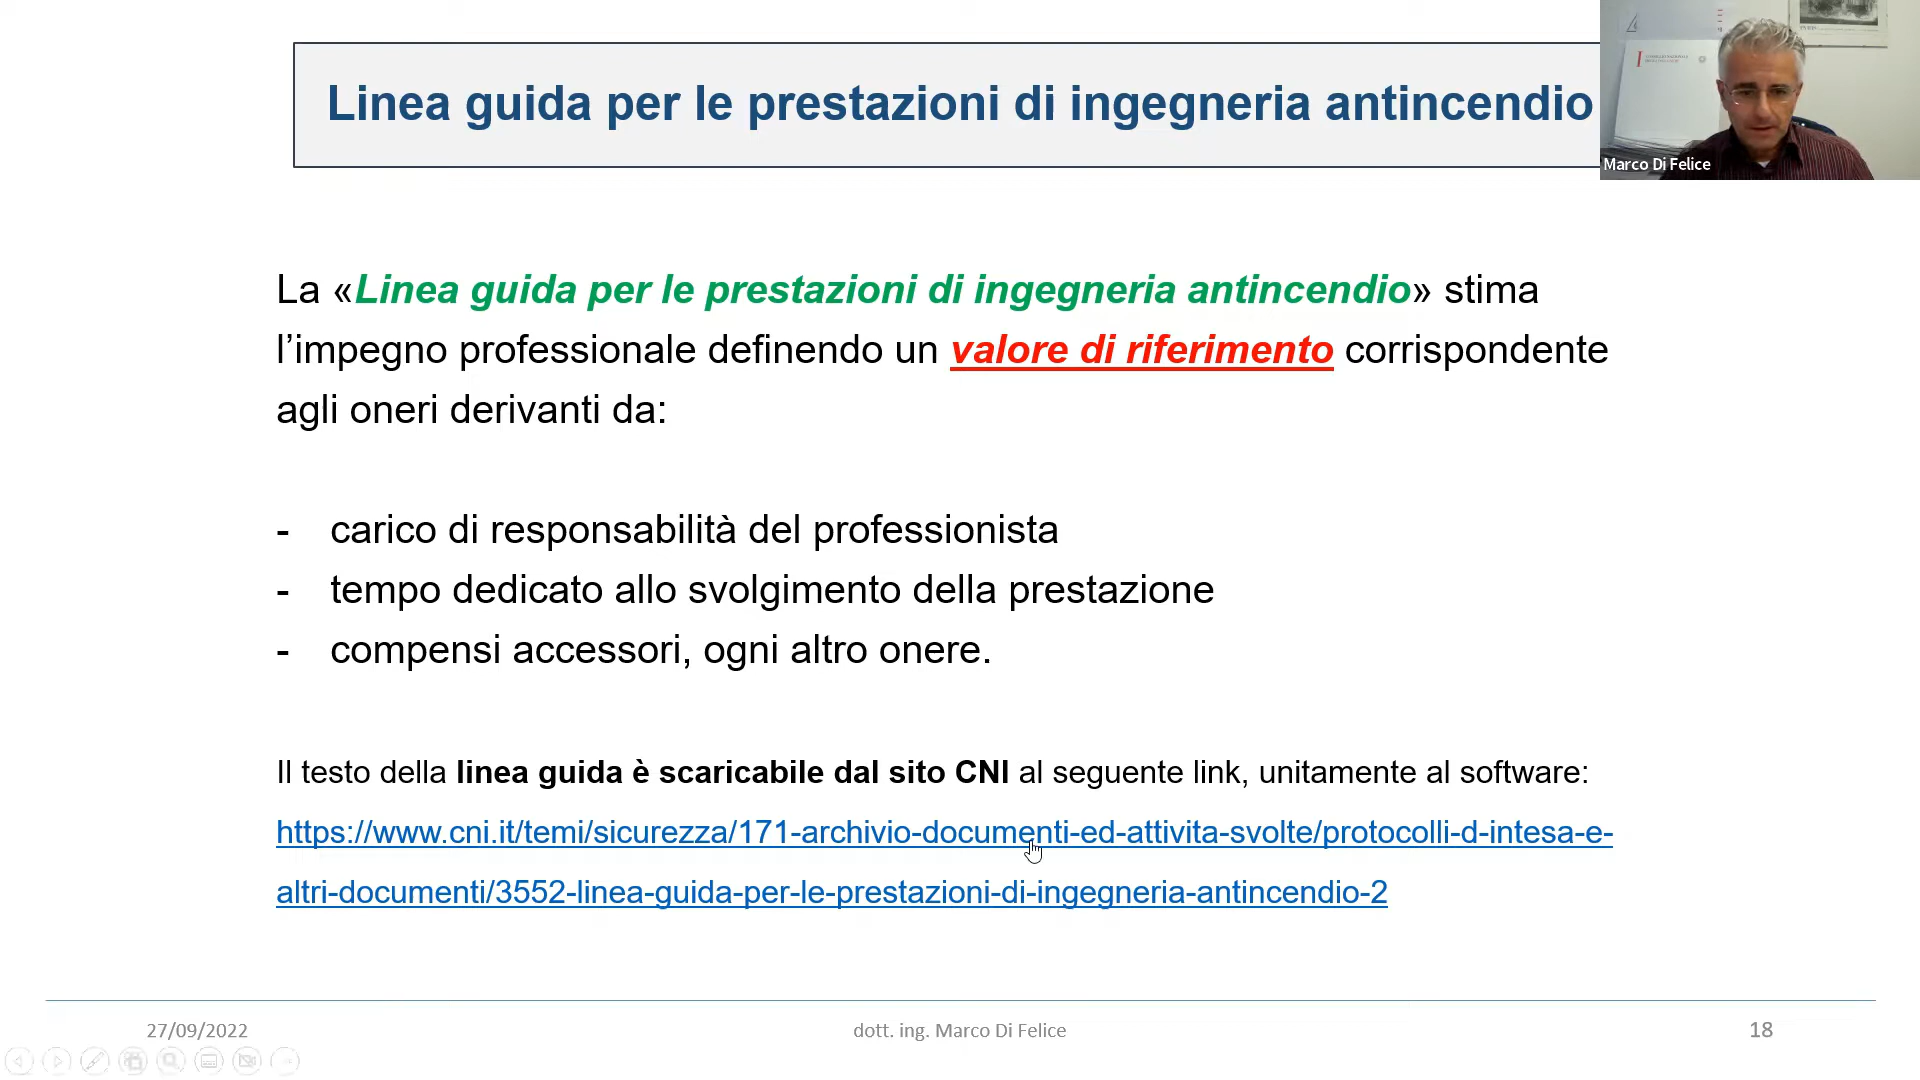 Linea guida per le prestazioni di ingegneria antincendio
Marco Di Felice
La «Linea guida per le prestazioni di ingegneria antincendio» stima
l’impegno professionale definendo un valore di riferimento corrispondente
agli oneri derivanti da:
- carico di responsabilità del professionista
- tempo dedicato allo svolgimento della prestazione
- compensi accessori, ogni altro onere.
Il testo della linea guida è scaricabile dal sito CNI al seguente link, unitamente al software:
https://www.cni.it/temi/sicurezza/171-archivio-documenti-ed-attivita-svolte/protocolli-d-intesa-e-
altri-documenti/3552-linea-guida-per-le-prestazioni-di-ingegneria-antincendio-2
27/09/2022
dott. ing. Marco Di Felice
18